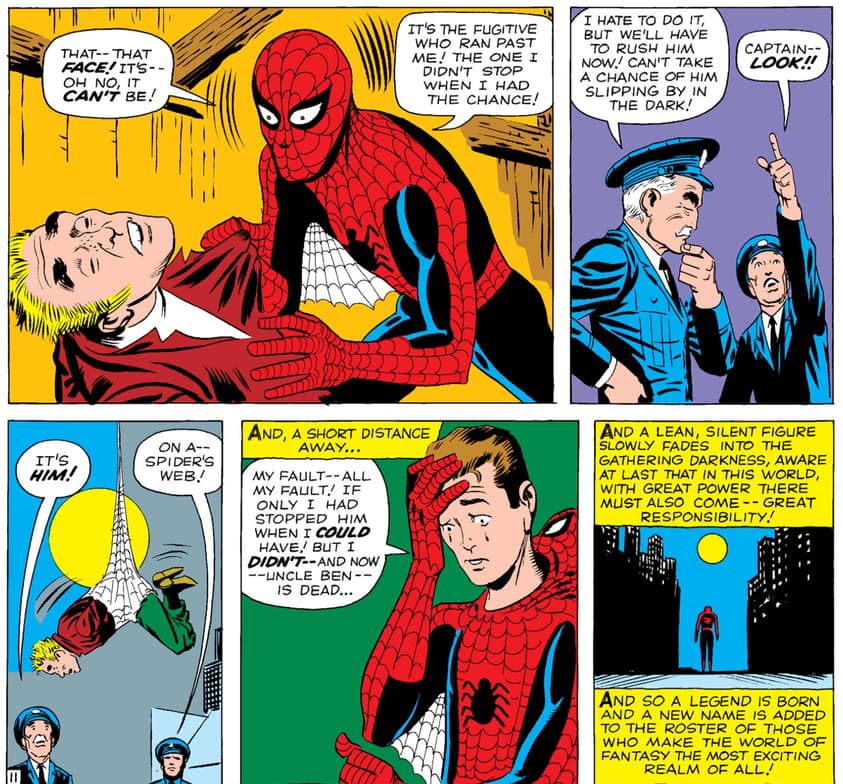 THAT-- THAT
FACE! IT'S--
OH NO, IT
CAN'T BE!
IT'S THE FUGITIVE
WHO RAN PAST
ME! THE ONE I
DIDN'T STOP
WHEN I HAD
THE CHANCE!
I HATE TO DO IT,
BUT WE'LL HAVE
TO RUSH HIM
NOW! CAN'T TAKE
A CHANCE OF HIM
SLIPPING BY IN
THE DARK!
CAPTAIN--
LOOK!!
IT'S
HIM!
ON A--
SPIDER'S
WEB!
11
AND, A SHORT DISTANCE
AWAY...
MY FAULT--ALL
MY FAULT! IF
ONLY I HAD
STOPPED HIM
WHEN I COULD
HAVE! BUT I
DIDN'T--AND NOW
--UNCLE BEN--
IS DEAD...
AND A LEAN, SILENT FIGURE
SLOWLY FADES INTO THE
GATHERING DARKNESS, AWARE
AT LAST THAT IN THIS WORLD,
WITH GREAT POWER THERE
MUST ALSO COME -- GREAT
RESPONSIBILITY!
AND SO A LEGEND IS BORN
AND A NEW NAME IS ADDED
TO THE ROSTER OF THOSE
WHO MAKE THE WORLD OF
FANTASY THE MOST EXCITING
REALM OF ALL!